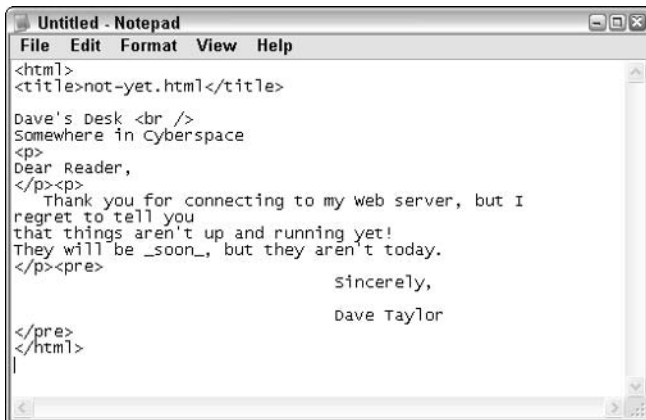 Untitled - Notepad
File Edit Format View Help
<html>
<title>not-yet.html</title>
Dave's Desk <br />
Somewhere in Cyberspace
<p>
Dear Reader,
</p><p>
Thank you for connecting to my Web server, but I
regret to tell you
that things aren't up and running yet!
They will be _soon_, but they aren't today.
</p><pre>
Sincerely,
Dave Taylor
</pre>
</html>